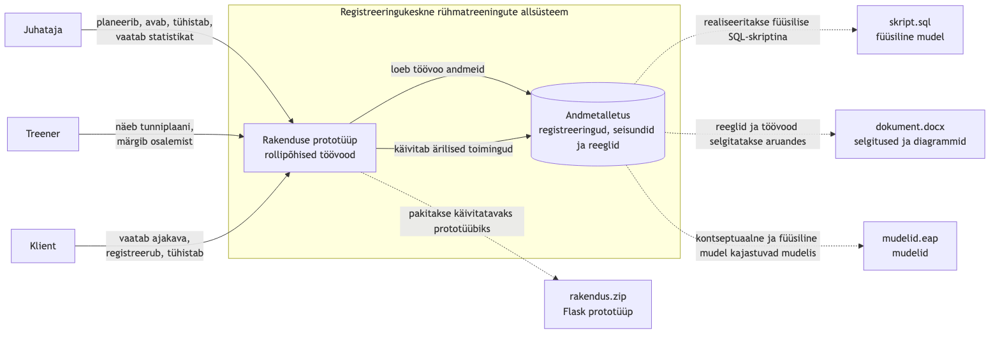 Registreeringukeskne rühmatreeningute allsüsteem
Juhataja
planeerib, avab, tühistab,
vaatab statistikat
Treener
näeb tunniplaani,
märgib osalemist
Klient
vaatab ajakava,
registreerub, tühistab
Rakenduse prototüüp
rollipõhised töövood
loeb töövoo andmeid
käivitab ärilised toimingud
Andmetalletus
registreeringud, seisundid
ja reeglid
pakitakse käivitatavaks
prototüübiks
rakendus.zip
Flask prototüüp
realiseeritakse füüsilise
SQL-skriptina
skript.sql
füüsiline mudel
reeglid ja töövood
selgitatakse aruandes
dokument.docx
selgitused ja diagrammid
kontseptuaalne ja füüsiline
mudel kajastuvad mudelis
mudelid.eap
mudelid